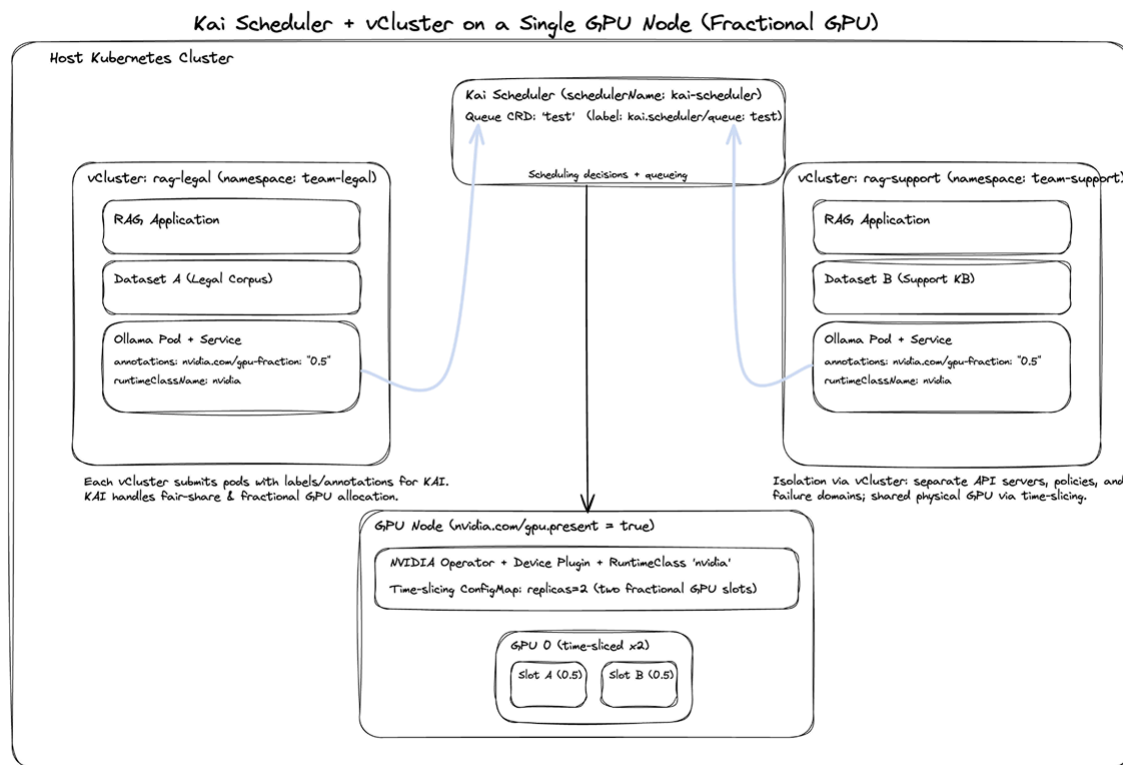 Kai Scheduler + vCluster on a Single GPU Node (Fractional GPU)
Host Kubernetes Cluster
Kai Scheduler (schedulerName: kai-scheduler)
Queue CRD: 'test' (label: kai.scheduler/queue: test)
Scheduling decisions + queueing
vCluster: rag-legal (namespace: team-legal)
RAG Application
Dataset A (Legal Corpus)
Ollama Pod + Service
annotations: nvidia.com/gpu-fraction: "0.5"
runtimeClassName: nvidia
Each vCluster submits pods with labels/annotations for KAI.
KAI handles fair-share & fractional GPU allocation.
vCluster: rag-support (namespace: team-support)
RAG Application
Dataset B (Support KB)
Ollama Pod + Service
annotations: nvidia.com/gpu-fraction: "0.5"
runtimeClassName: nvidia
Isolation via vCluster: separate API servers, policies, and
failure domains; shared physical GPU via time-slicing.
GPU Node (nvidia.com/gpu.present = true)
NVIDIA Operator + Device Plugin + RuntimeClass 'nvidia'
Time-slicing ConfigMap: replicas=2 (two fractional GPU slots)
GPU 0 (time-sliced x2)
Slot A (0.5)
Slot B (0.5)